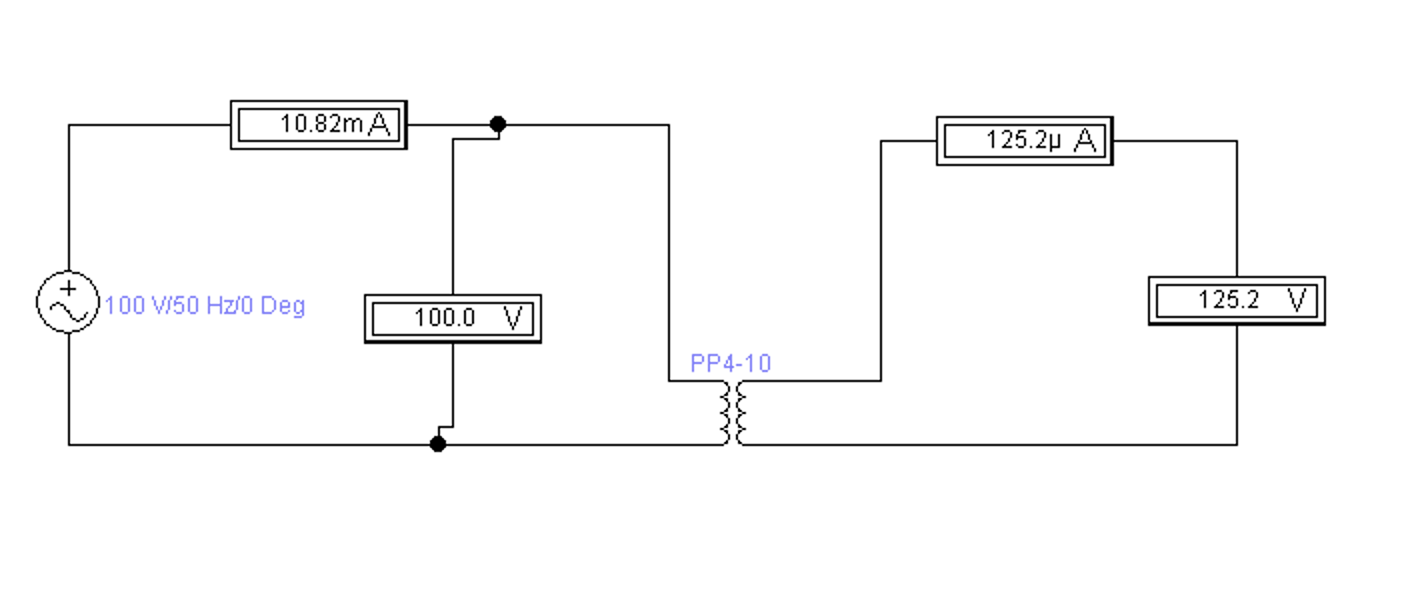 10.82m A
125.2µ A
100 V/50 Hz/0 Deg
100.0 V
125.2 V
PP4-10